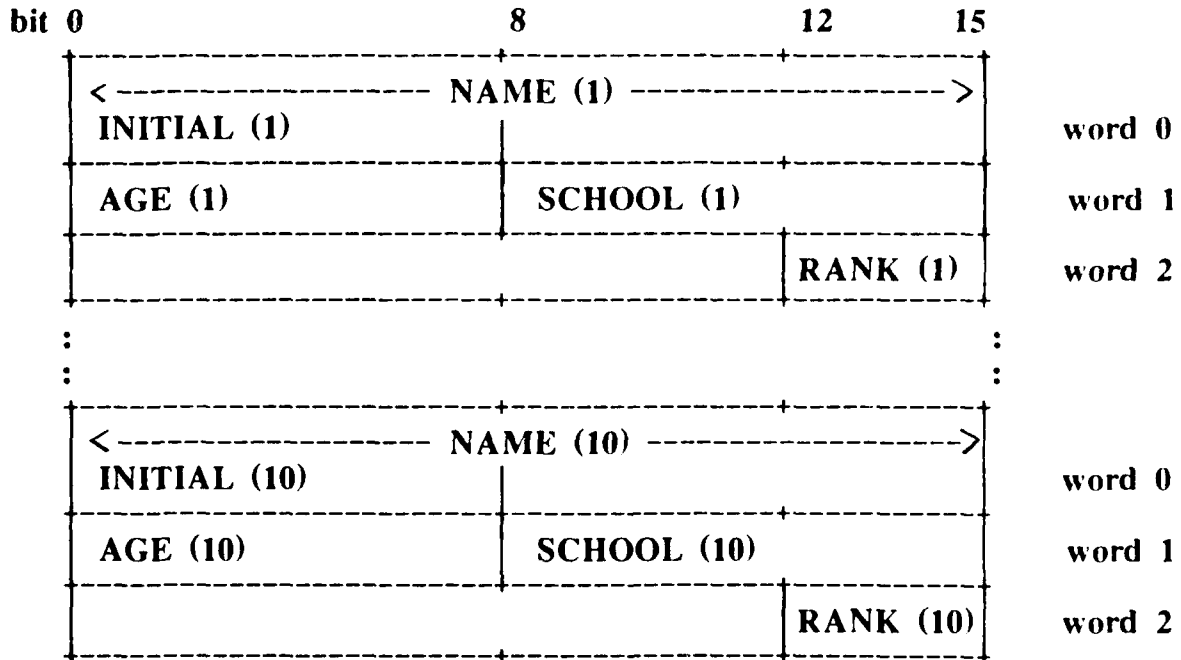 bit 0 8 12 15
<---------------- NAME (1) ---------------->
INITIAL (1) word 0
AGE (1) SCHOOL (1) word 1
RANK (1) word 2
: :
: :
<---------------- NAME (10) ---------------->
INITIAL (10) word 0
AGE (10) SCHOOL (10) word 1
RANK (10) word 2